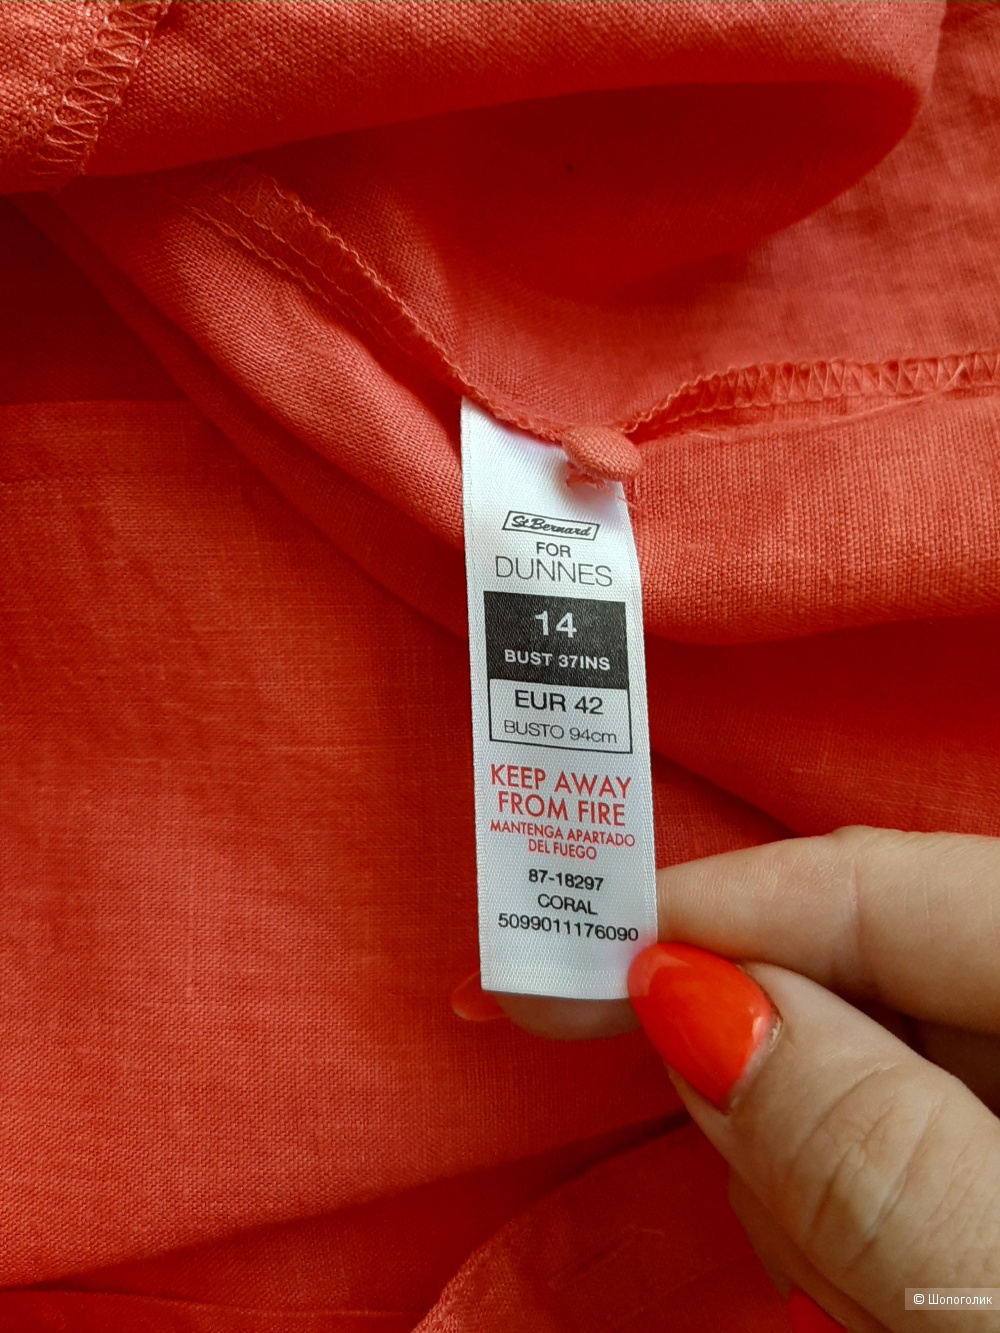 St.Bernard
FOR
DUNNES
14
BUST 37INS
EUR 42
BUSTO 94cm
KEEP AWAY
FROM FIRE
MANTENGA APARTADO
DEL FUEGO
87-18297
CORAL
5099011176090
© Шопоголик